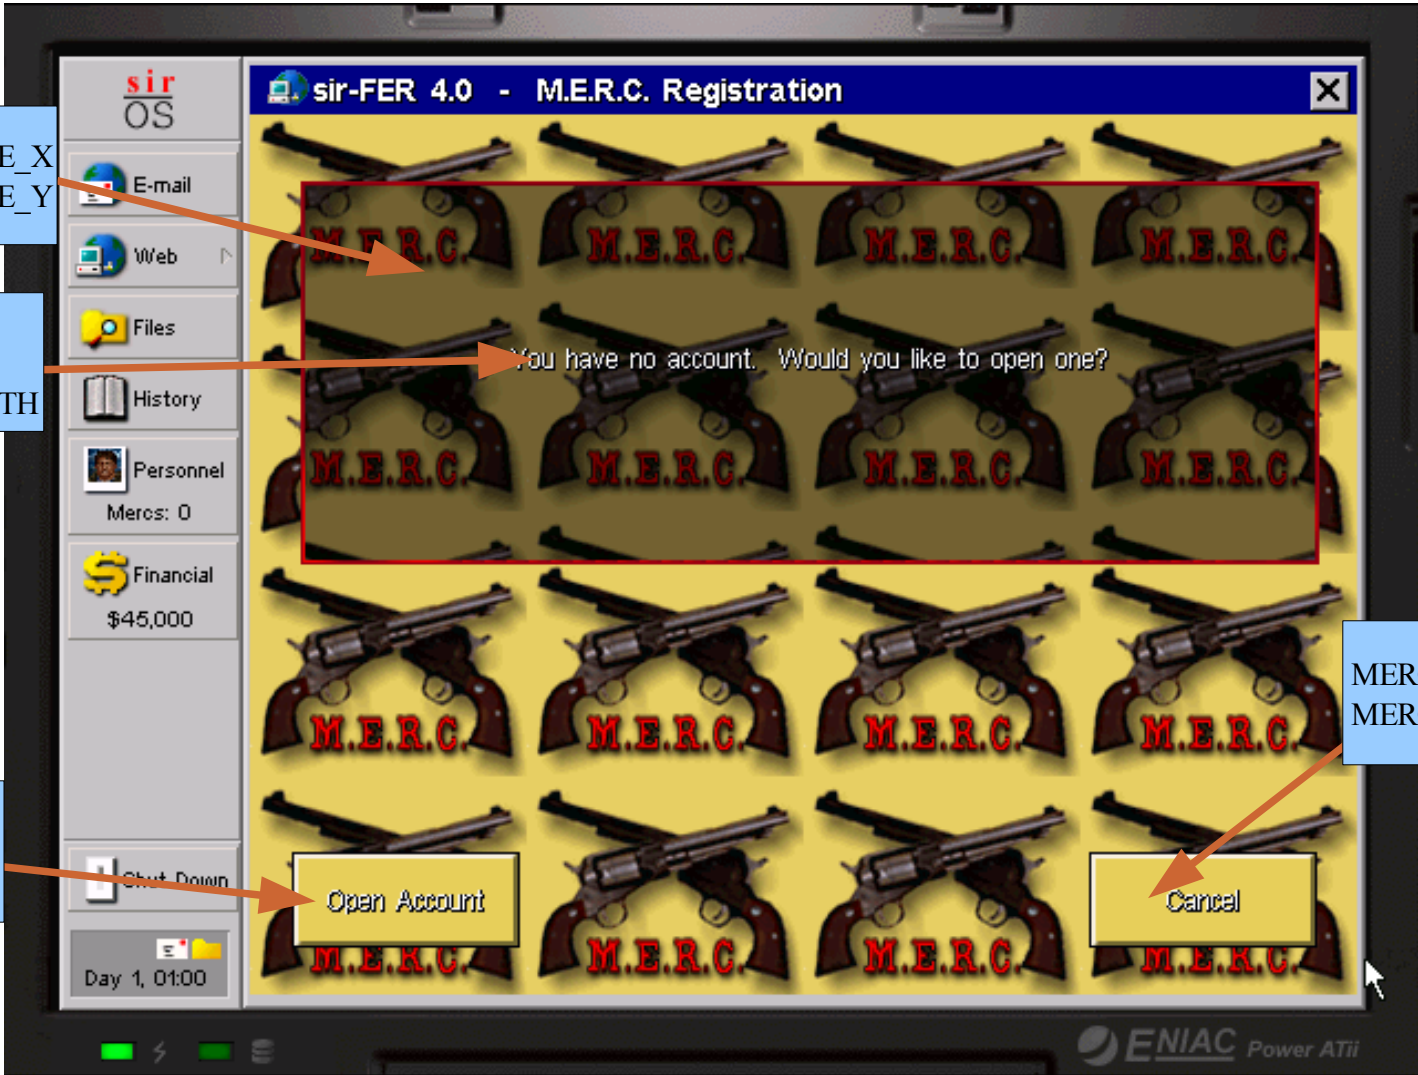 sir
OS
sir-FER 4.0 - M.E.R.C. Registration
E_X
E_Y
E-mail
Web
Files
TH
History
Personnel
Mercs: 0
Financial
$45,000
Shut Down
Day 1, 01:00
M.E.R.C. M.E.R.C. M.E.R.C. M.E.R.C.
You have no account. Would you like to open one?
M.E.R.C. M.E.R.C. M.E.R.C. M.E.R.C.
M.E.R.C. M.E.R.C. M.E.R.C. M.E.R.C.
MER
MER
Open Account
Cancel
M.E.R.C. M.E.R.C. M.E.R.C. M.E.R.C.
ENIAC Power ATii